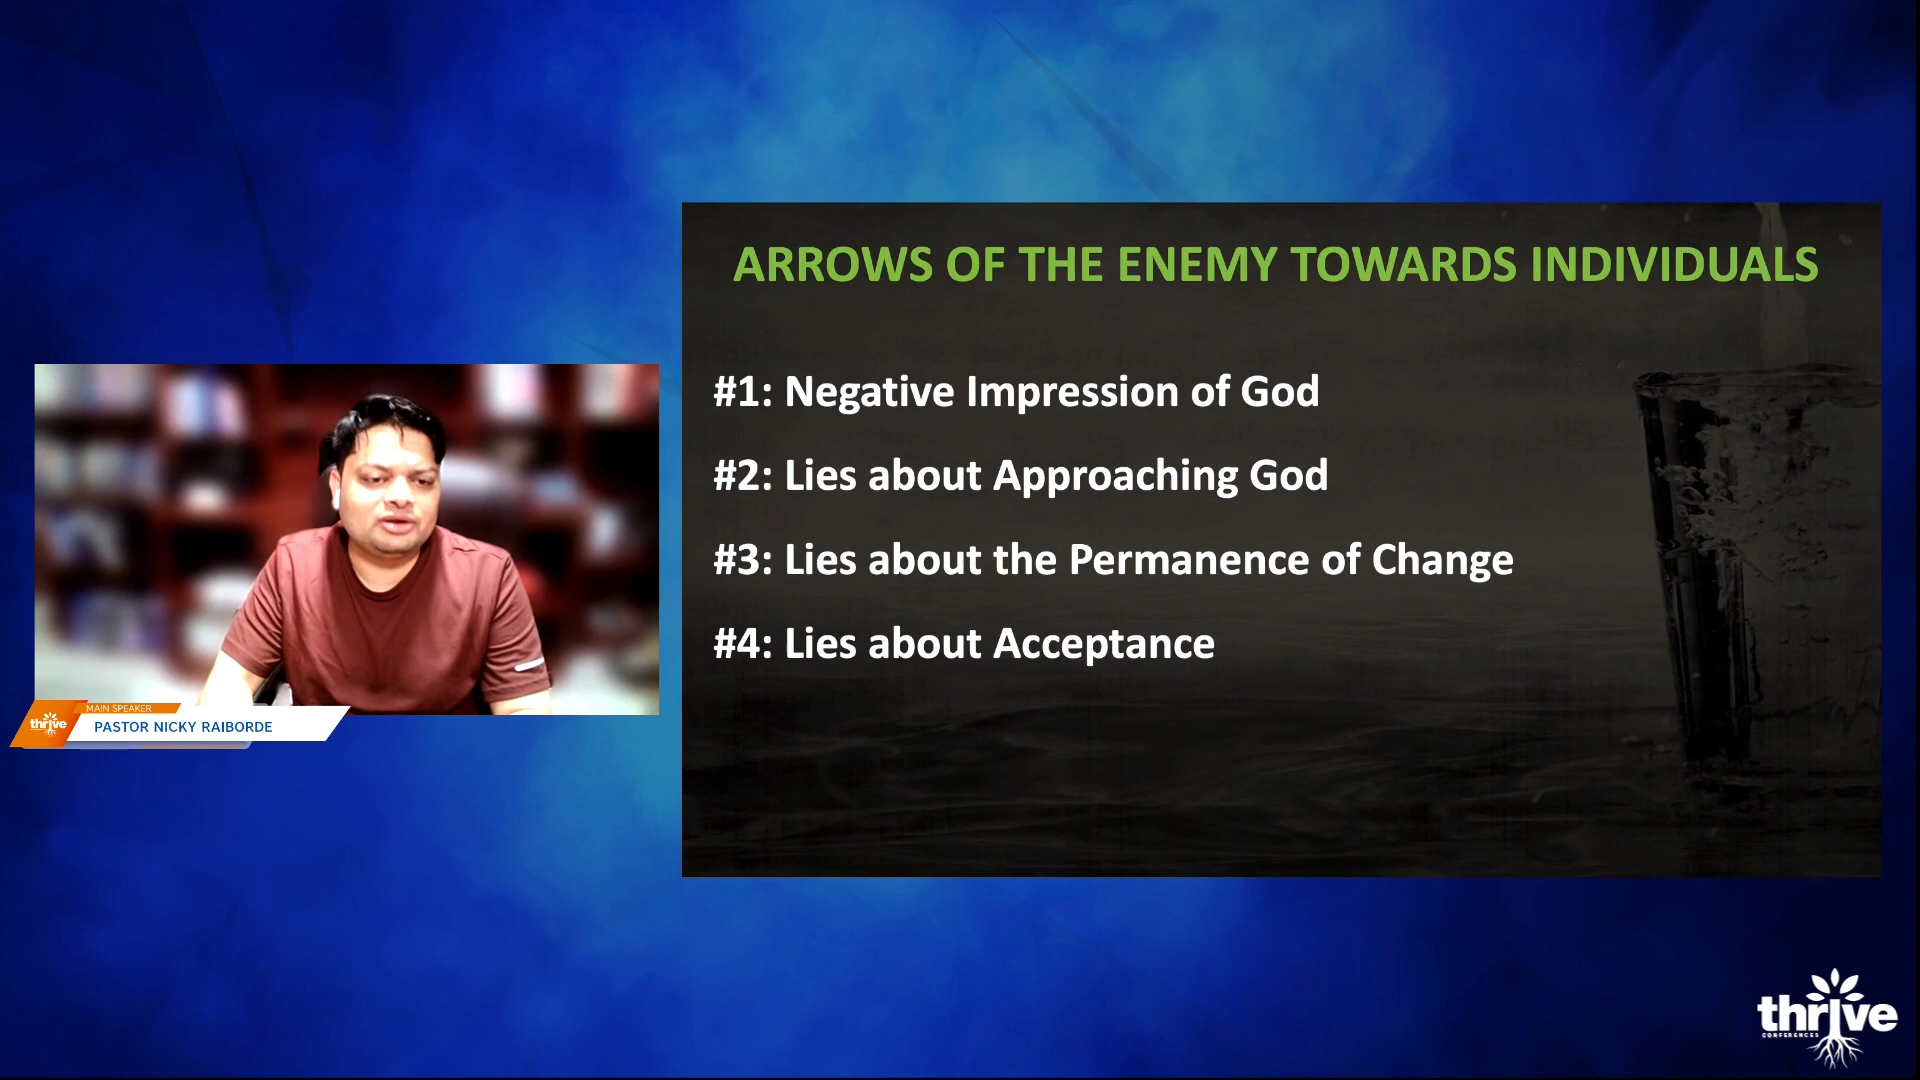 ARROWS OF THE ENEMY TOWARDS INDIVIDUALS
#1: Negative Impression of God
#2: Lies about Approaching God
#3: Lies about the Permanence of Change
#4: Lies about Acceptance
MAIN SPEAKER
thrive
PASTOR NICKY RAIBORDE
thrive
CONFERENCES